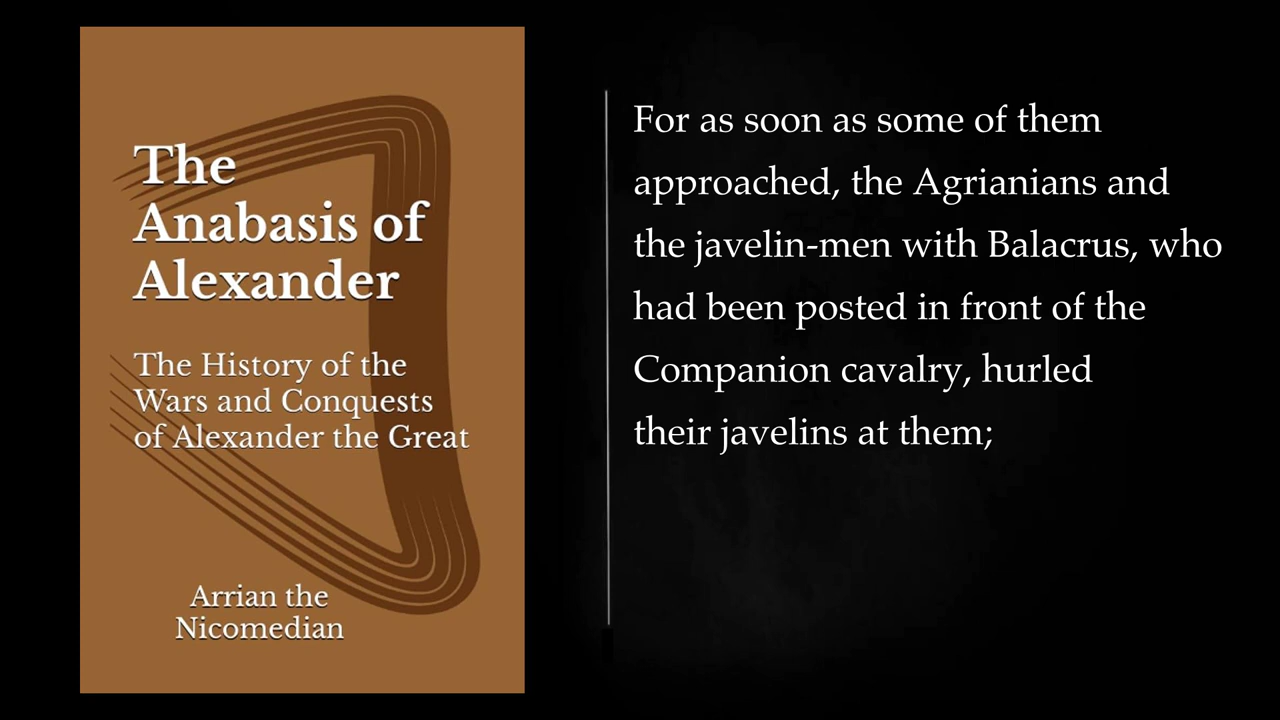 The
Anabasis of
Alexander
The History of the
Wars and Conquests
of Alexander the Great
Arrian the
Nicomedian
For as soon as some of them
approached, the Agrianians and
the javelin-men with Balacrus, who
had been posted in front of the
Companion cavalry, hurled
their javelins at them;